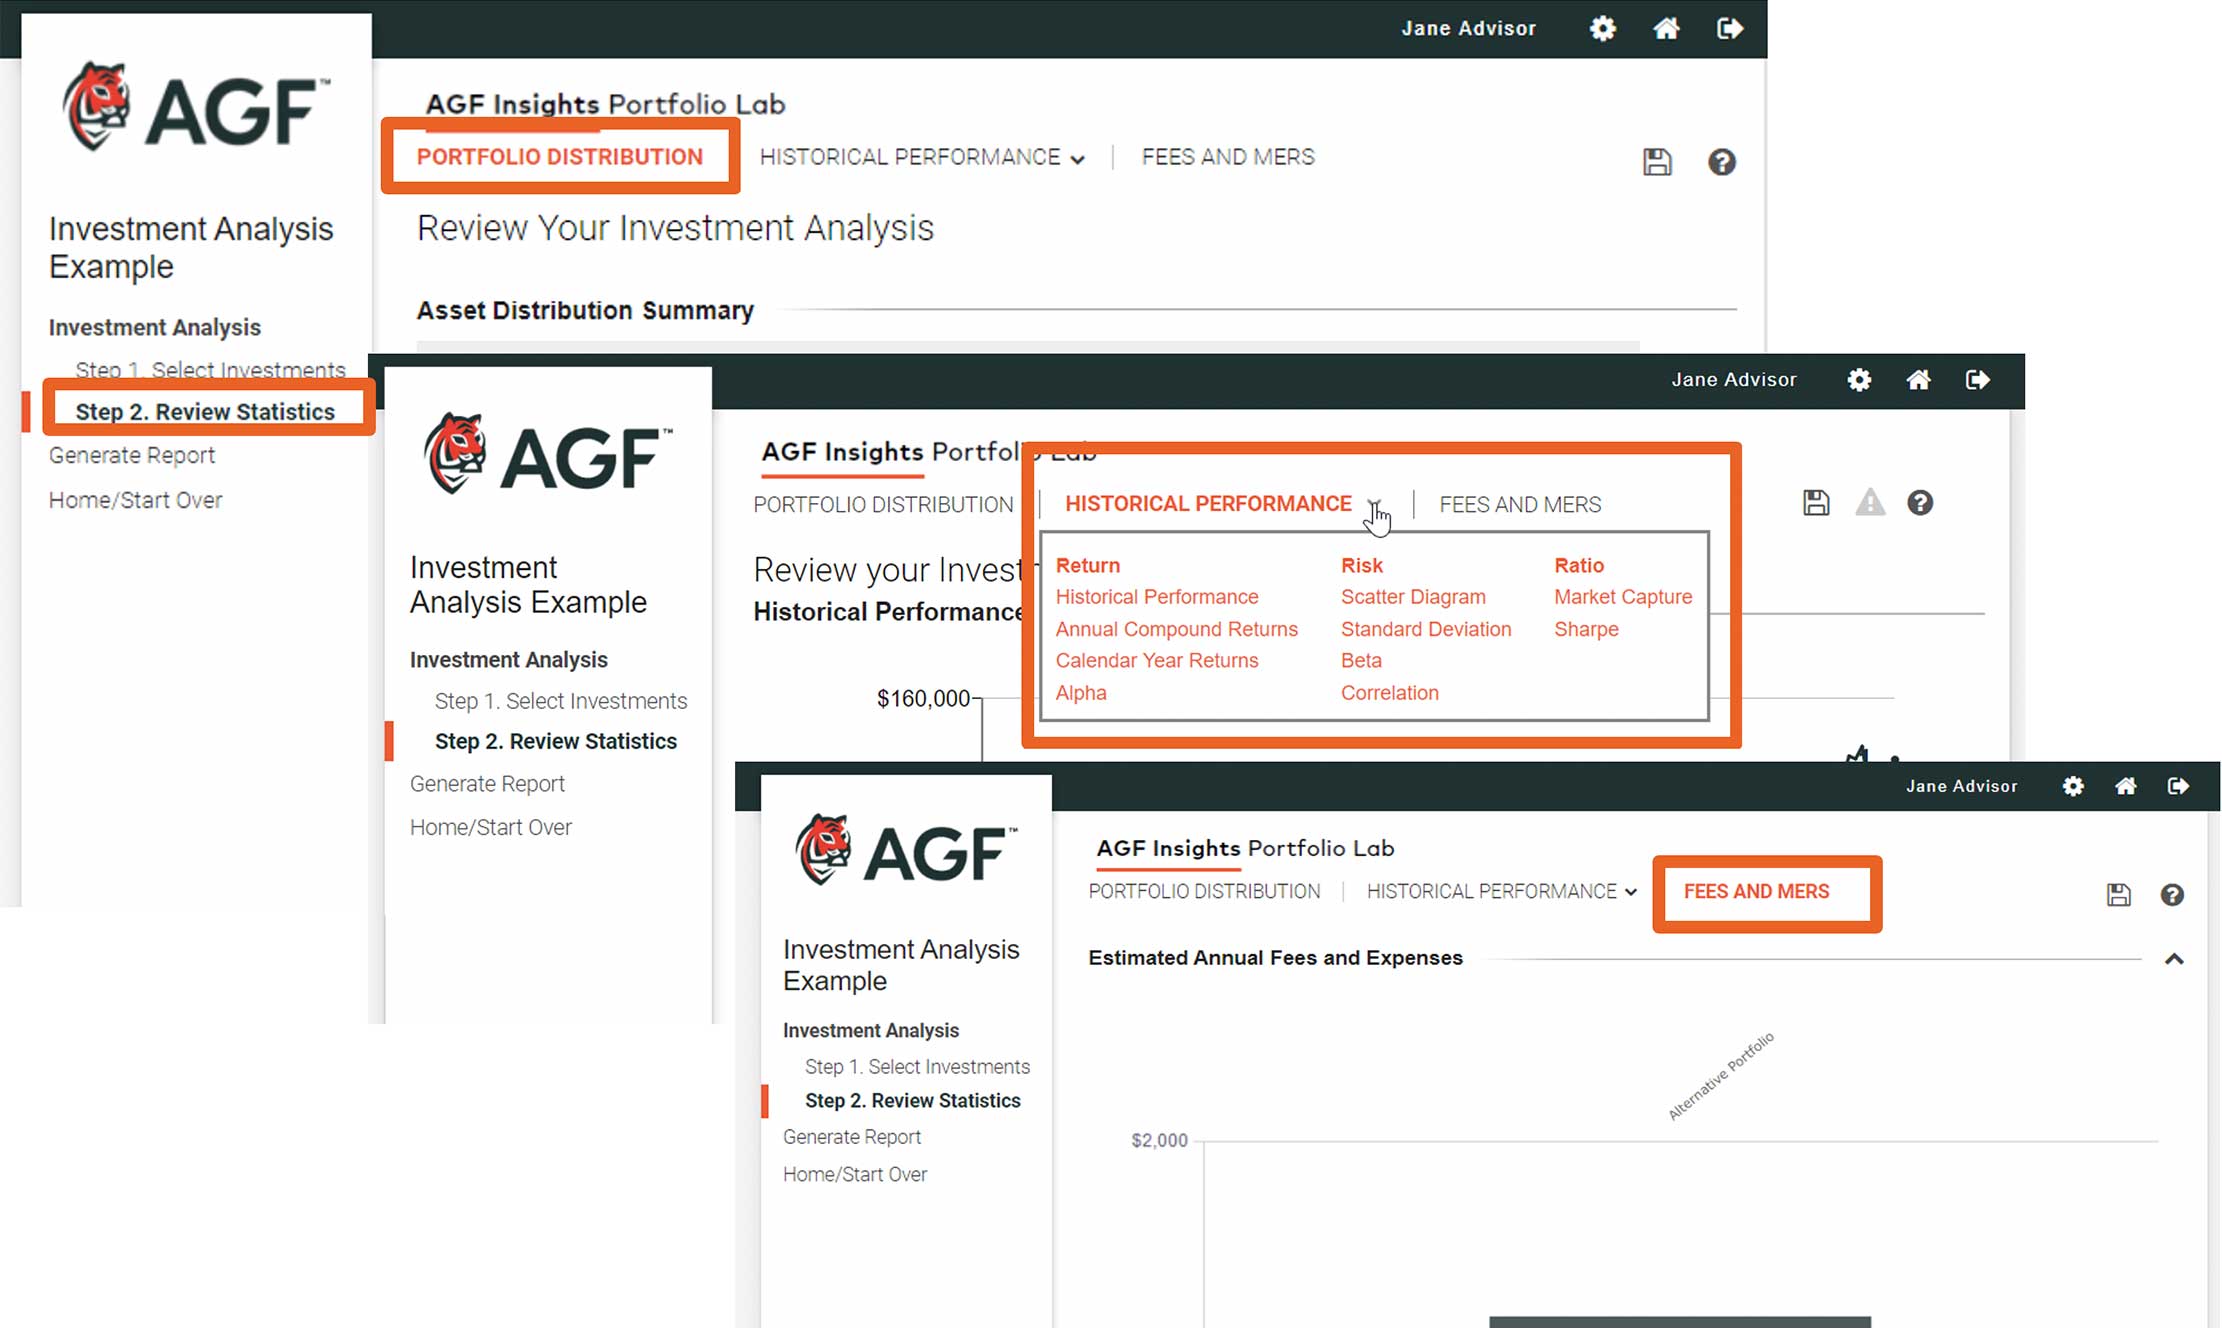 Jane Advisor
AGF™
AGF Insights Portfolio Lab
PORTFOLIO DISTRIBUTION
HISTORICAL PERFORMANCE
FEES AND MERS
Review Your Investment Analysis
Asset Distribution Summary
Investment Analysis
Example
Investment Analysis
Step 1. Select Investments
Step 2. Review Statistics
Generate Report
Home/Start Over
Jane Advisor
AGF™
AGF Insights Portfolio Lab
PORTFOLIO DISTRIBUTION
HISTORICAL PERFORMANCE
FEES AND MERS
Review your Invest
Historical Performance
Return
Historical Performance
Annual Compound Returns
Calendar Year Returns
Alpha
Risk
Scatter Diagram
Standard Deviation
Beta
Correlation
Ratio
Market Capture
Sharpe
$160,000
Investment
Analysis Example
Investment Analysis
Step 1. Select Investments
Step 2. Review Statistics
Generate Report
Home/Start Over
Jane Advisor
AGF™
AGF Insights Portfolio Lab
PORTFOLIO DISTRIBUTION
HISTORICAL PERFORMANCE
FEES AND MERS
Estimated Annual Fees and Expenses
Alternative Portfolio
$2,000
Investment Analysis
Example
Investment Analysis
Step 1. Select Investments
Step 2. Review Statistics
Generate Report
Home/Start Over